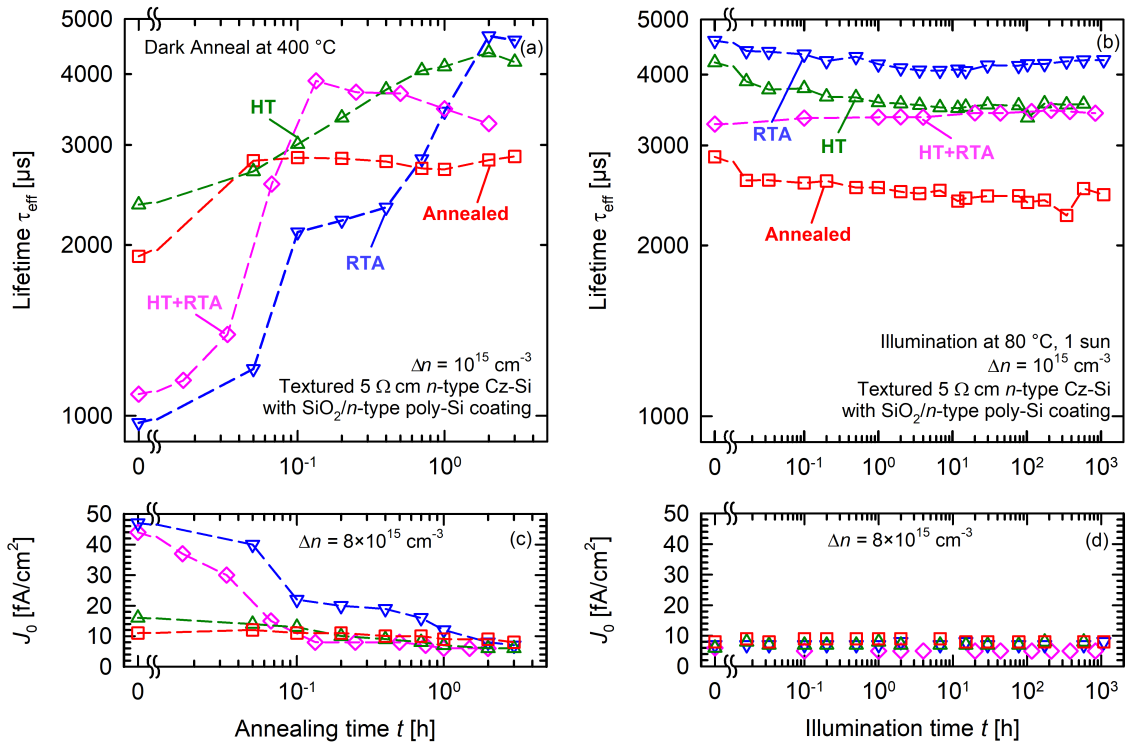 5000
4000
3000
2000
1000
Lifetime τeff [µs]
Dark Anneal at 400 °C
(a)
HT
Annealed
RTA
HT+RTA
Δn = 10¹⁵ cm⁻³
Textured 5 Ω cm n-type Cz-Si
with SiO₂/n-type poly-Si coating
0
10⁻¹
10⁰
5000
4000
3000
2000
1000
Lifetime τeff [µs]
(b)
RTA
HT
HT+RTA
Annealed
Illumination at 80 °C, 1 sun
Δn = 10¹⁵ cm⁻³
Textured 5 Ω cm n-type Cz-Si
with SiO₂/n-type poly-Si coating
0
10⁻¹
10⁰
10¹
10²
10³
50
40
30
20
10
0
J₀ [fA/cm²]
Δn = 8×10¹⁵ cm⁻³
(c)
0
10⁻¹
10⁰
Annealing time t [h]
50
40
30
20
10
0
J₀ [fA/cm²]
Δn = 8×10¹⁵ cm⁻³
(d)
0
10⁻¹
10⁰
10¹
10²
10³
Illumination time t [h]